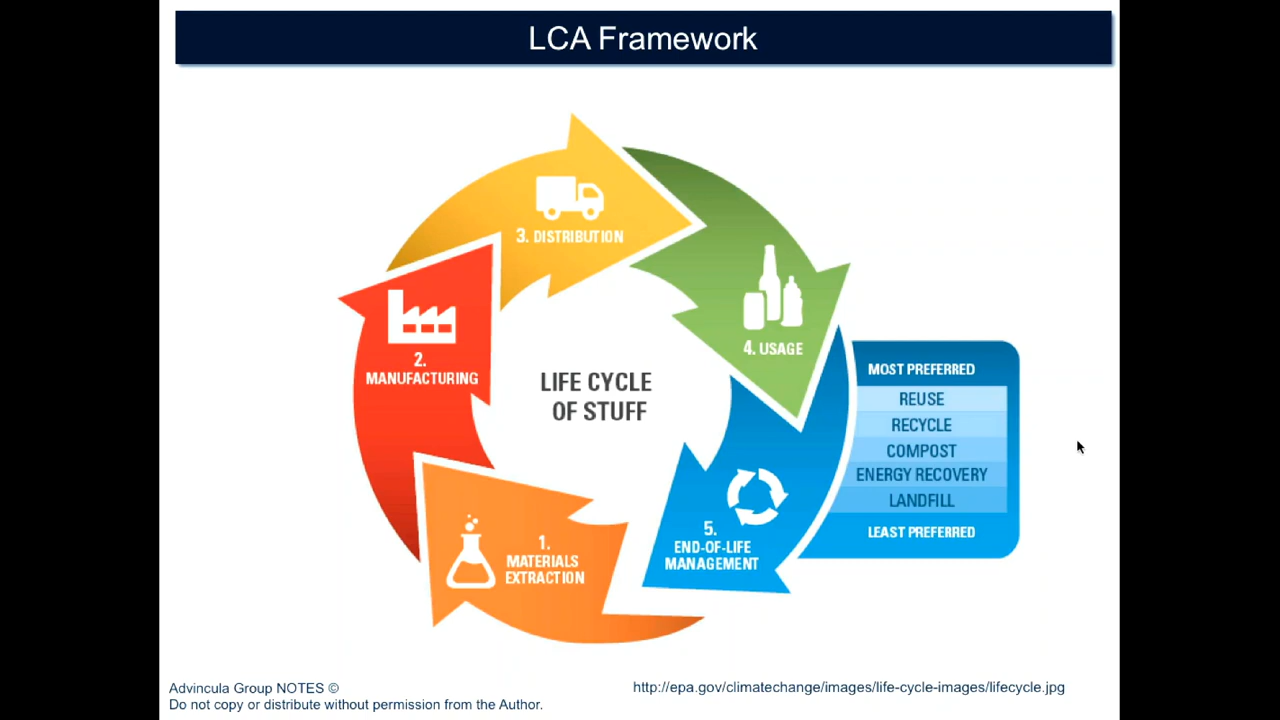 LCA Framework
3. DISTRIBUTION
4. USAGE
2.
MANUFACTURING
LIFE CYCLE
OF STUFF
MOST PREFERRED
REUSE
RECYCLE
COMPOST
ENERGY RECOVERY
LANDFILL
LEAST PREFERRED
1.
MATERIALS
EXTRACTION
5.
END-OF-LIFE
MANAGEMENT
Advincula Group NOTES ©
Do not copy or distribute without permission from the Author.
http://epa.gov/climatechange/images/life-cycle-images/lifecycle.jpg